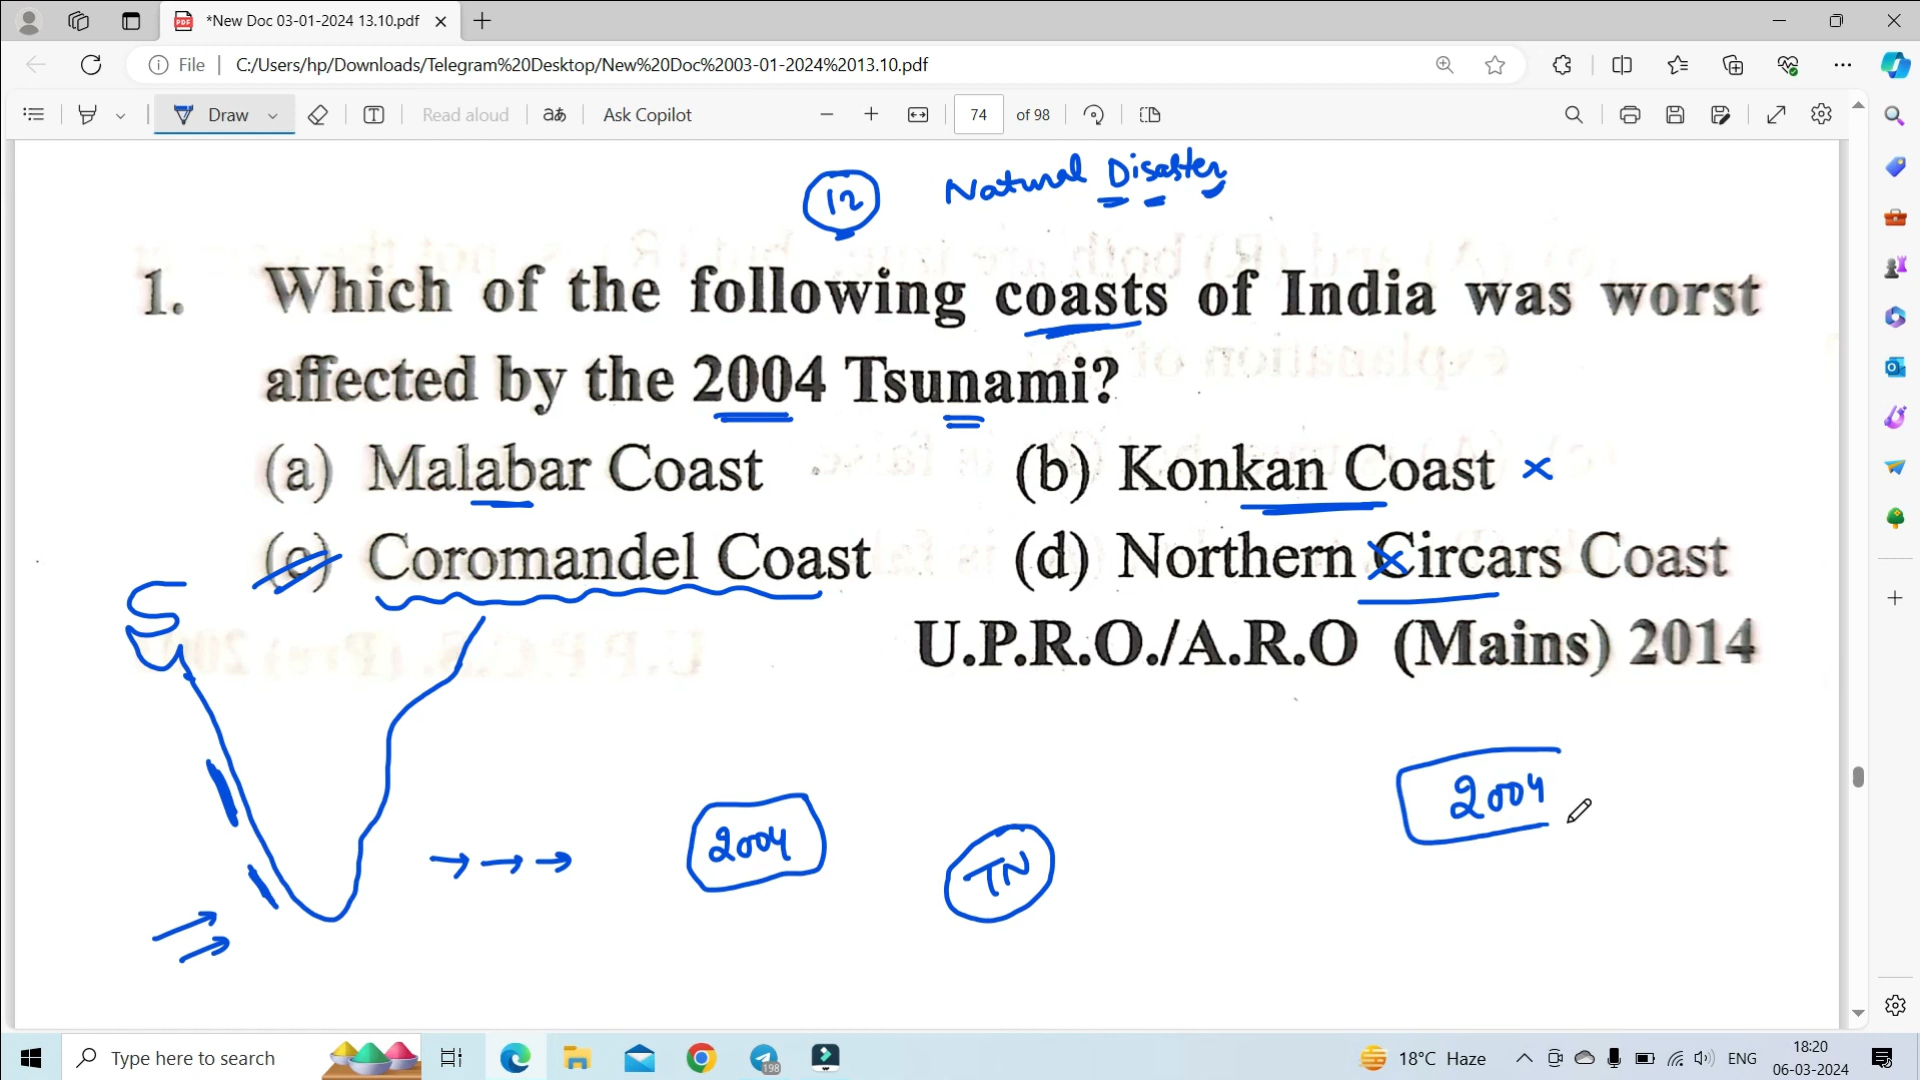 *New Doc 03-01-2024 13.10.pdf
File
C:/Users/hp/Downloads/Telegram%20Desktop/New%20Doc%2003-01-2024%2013.10.pdf
Draw
Read aloud
aあ
Ask Copilot
74
of 98
12 Natural Disaster
1. Which of the following coasts of India was worst
affected by the 2004 Tsunami?
(a) Malabar Coast (b) Konkan Coast ×
(c) Coromandel Coast (d) Northern Circars Coast
U.P.R.O./A.R.O (Mains) 2014
2004
2004
TN
Type here to search
198
18°C Haze
ENG
18:20
06-03-2024